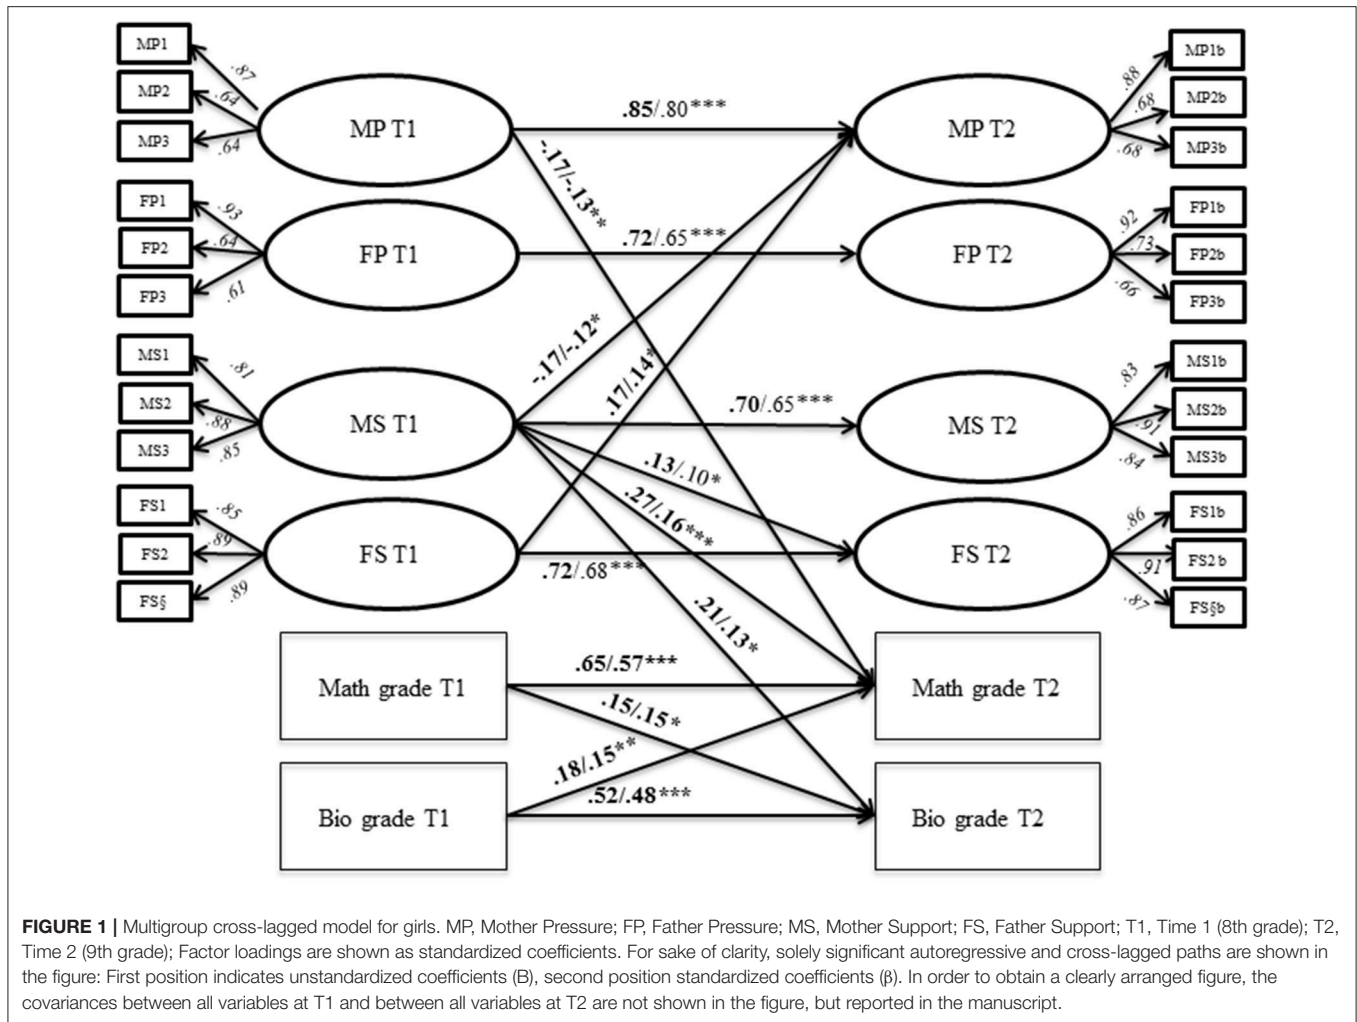 MP1
MP2
MP3
.87
.64
.64
MP T1
.85/.80***
MP T2
.88
.68
.68
MP1b
MP2b
MP3b
-.17/-.13**
FP1
FP2
FP3
.93
.64
.61
FP T1
.72/.65***
FP T2
.92
.73
.66
FP1b
FP2b
FP3b
-.17/-.12*
.17/.14*
MS1
MS2
MS3
.81
.88
.85
MS T1
.70/.65***
MS T2
.83
.91
.84
MS1b
MS2b
MS3b
.13/.10*
.27/.16***
FS1
FS2
FS§
.85
.89
.89
FS T1
.72/.68***
FS T2
.86
.91
.87
FS1b
FS2b
FS§b
.21/.13*
Math grade T1
.65/.57***
Math grade T2
.15/.15*
.18/.15**
Bio grade T1
.52/.48***
Bio grade T2
FIGURE 1 | Multigroup cross-lagged model for girls. MP, Mother Pressure; FP, Father Pressure; MS, Mother Support; FS, Father Support; T1, Time 1 (8th grade); T2,
Time 2 (9th grade); Factor loadings are shown as standardized coefficients. For sake of clarity, solely significant autoregressive and cross-lagged paths are shown in
the figure: First position indicates unstandardized coefficients (B), second position standardized coefficients (β). In order to obtain a clearly arranged figure, the
covariances between all variables at T1 and between all variables at T2 are not shown in the figure, but reported in the manuscript.